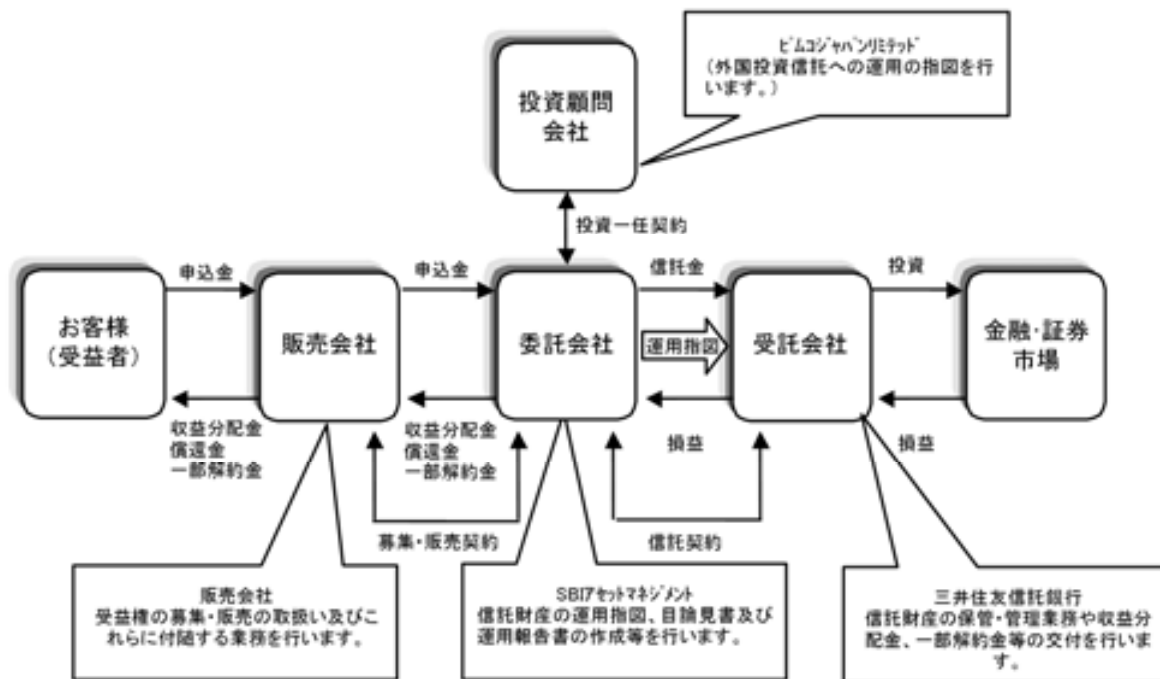 ﾋﾟﾑｺｼﾞｬﾊﾟﾝﾘﾐﾃｯﾄﾞ
（外国投資信託への運用の指図を行
います。）
投資顧問
会社
投資一任契約
申込金
申込金
信託金
投資
お客様
（受益者）
販売会社
委託会社
運用指図
受託会社
金融・証券
市場
収益分配金
償還金
一部解約金
収益分配金
償還金
一部解約金
損益
損益
募集・販売契約
信託契約
販売会社
受益権の募集・販売の取扱い及びこ
れらに付随する業務を行います。
SBIｱｾｯﾄﾏﾈｼﾞﾒﾝﾄ
信託財産の運用指図、目論見書及び
運用報告書の作成等を行います。
三井住友信託銀行
信託財産の保管・管理業務や収益分
配金、一部解約金等の交付を行いま
す。